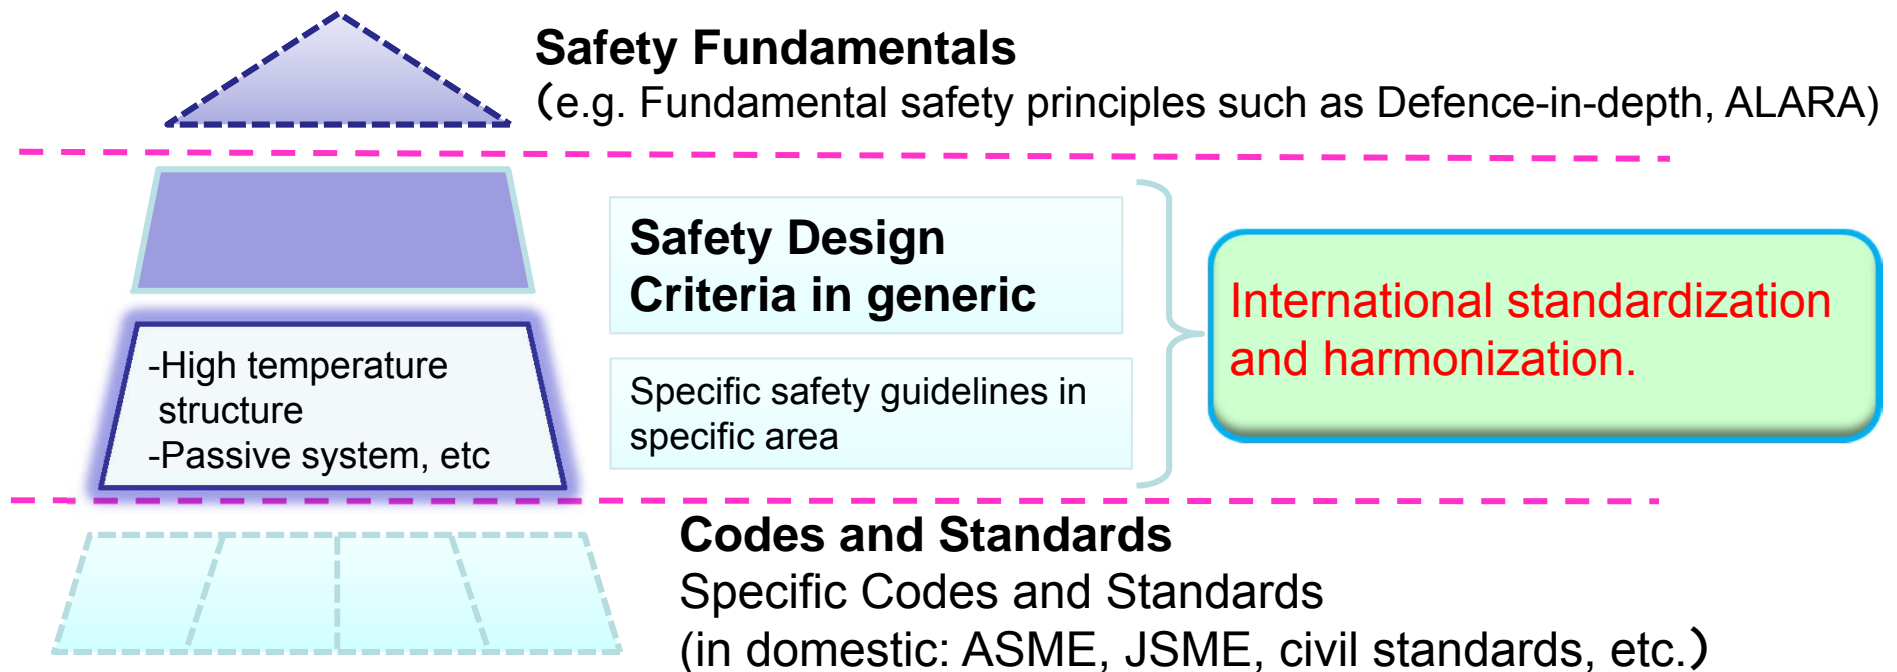 Safety Fundamentals
（e.g. Fundamental safety principles such as Defence-in-depth, ALARA)
Safety Design
Criteria in generic
International standardization
and harmonization.
-High temperature
structure
-Passive system, etc
Specific safety guidelines in
specific area
Codes and Standards
Specific Codes and Standards
(in domestic: ASME, JSME, civil standards, etc.）